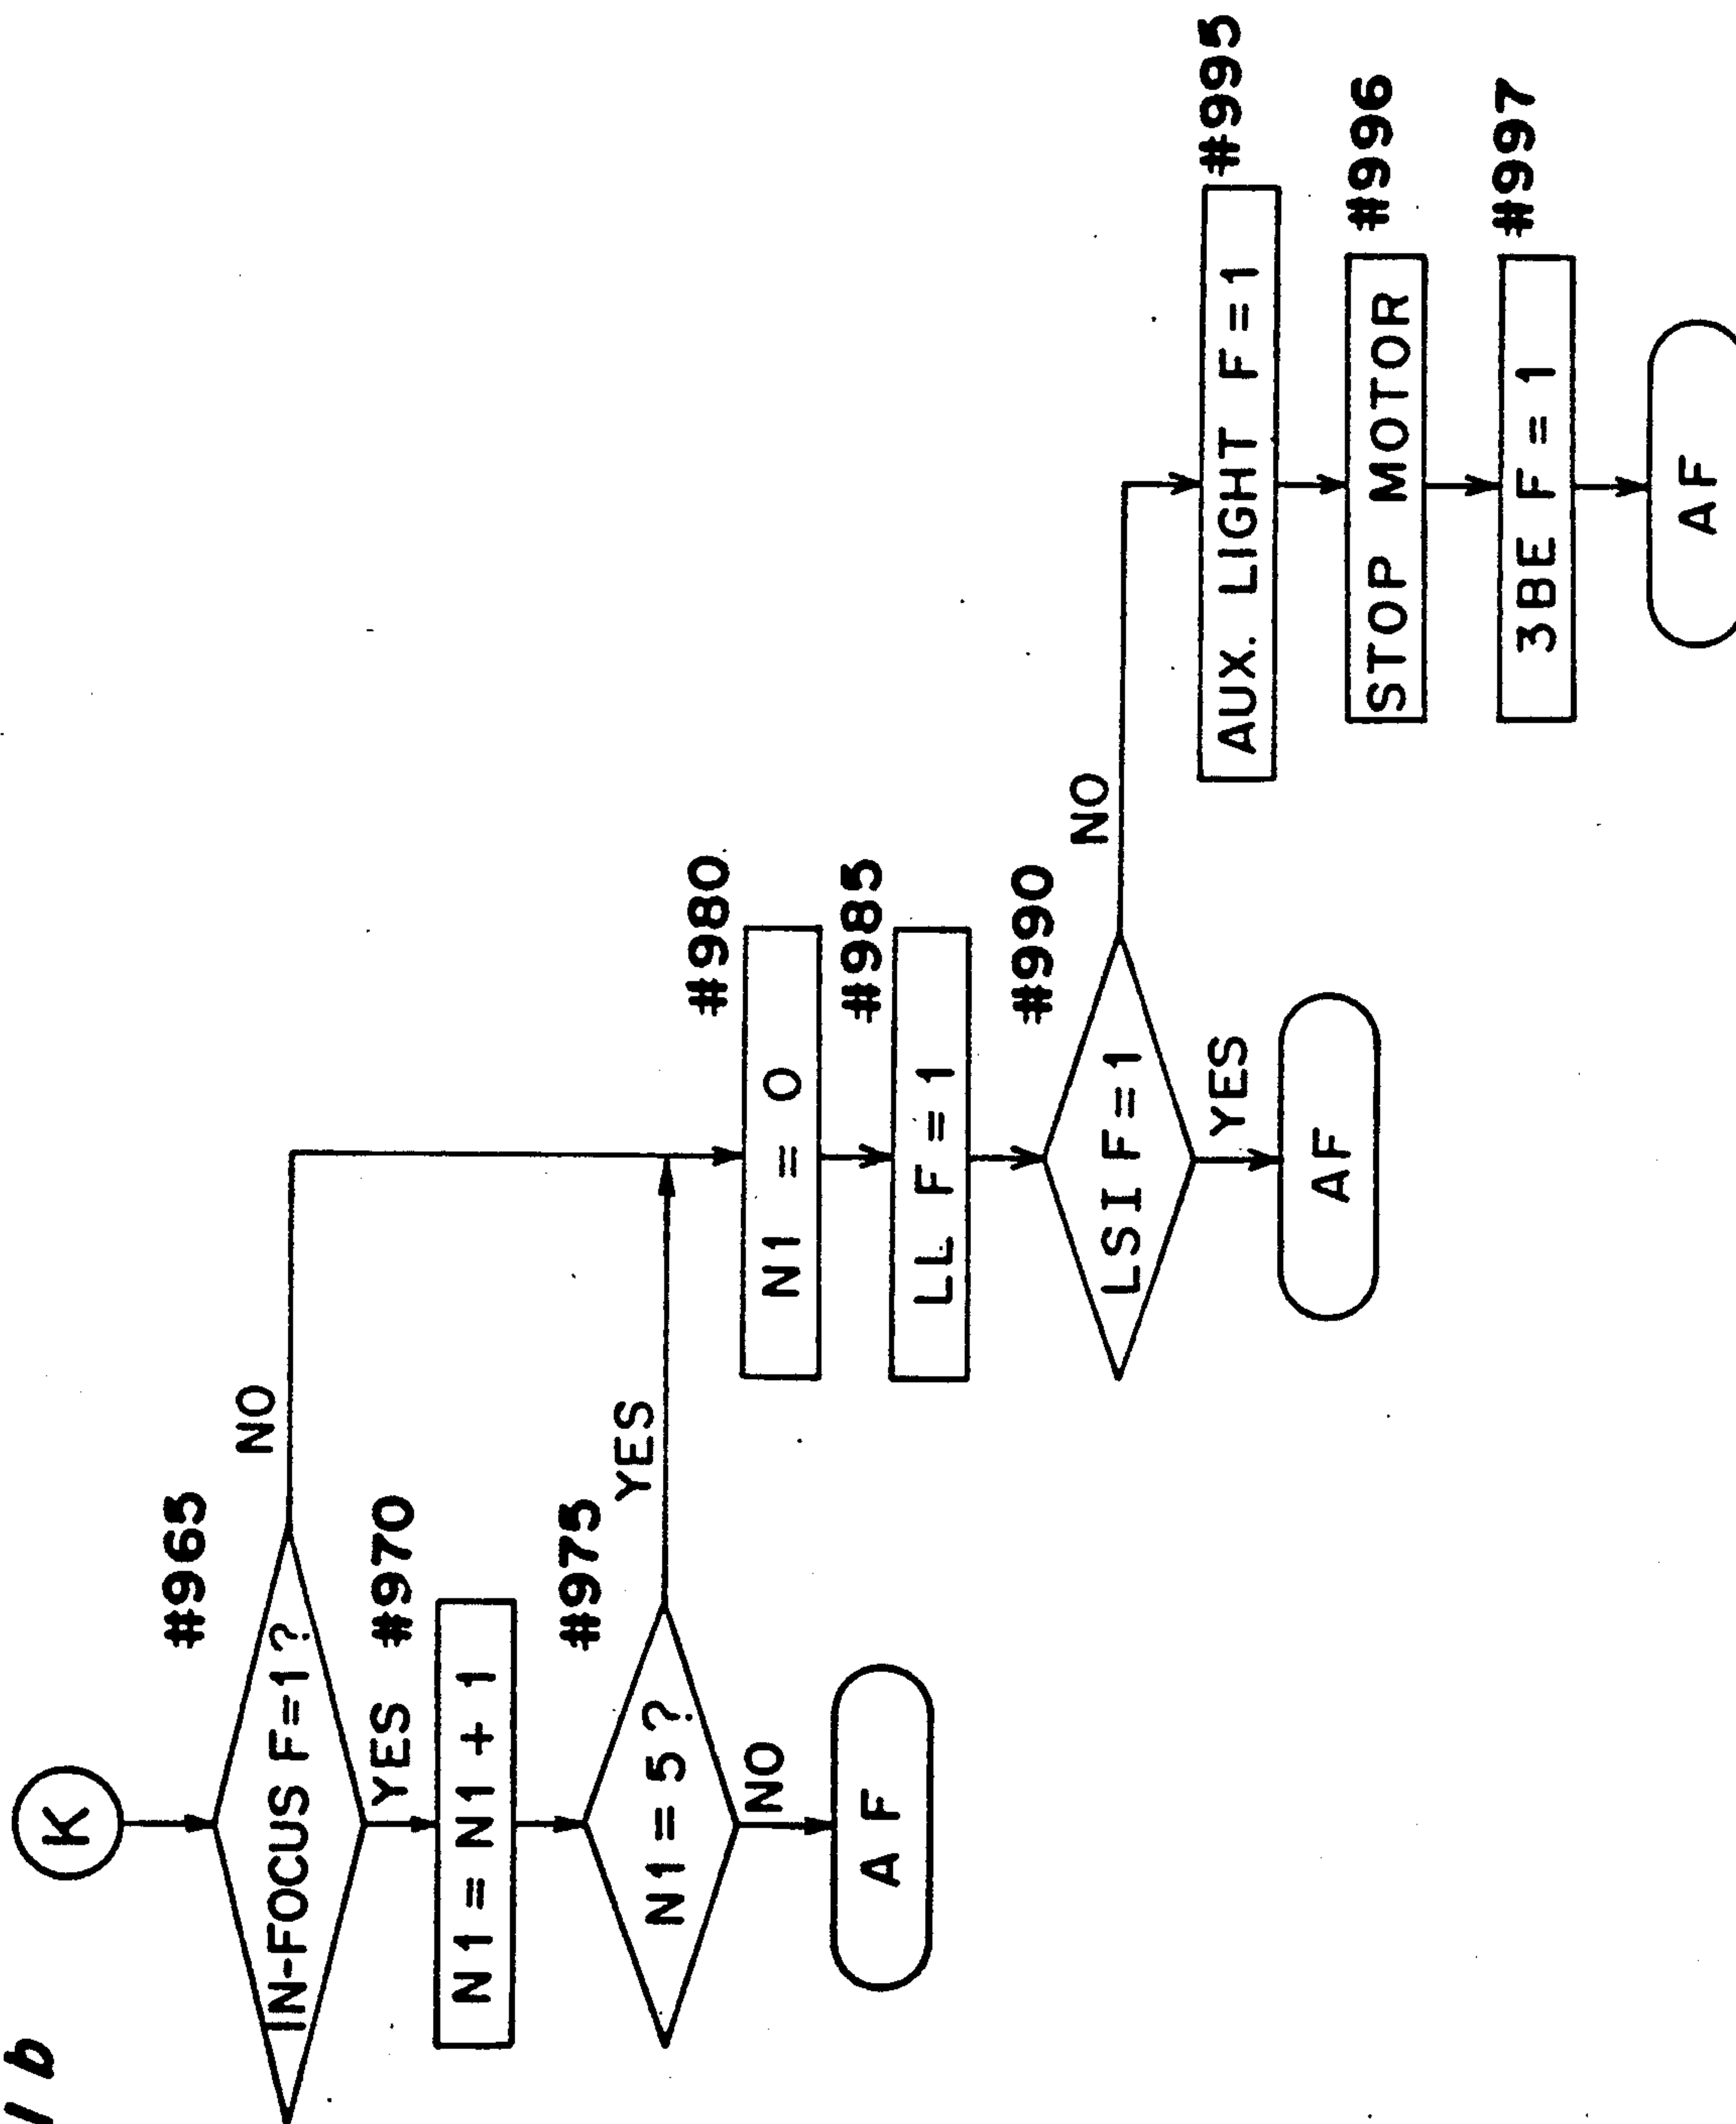 1b
K
#965
IN-FOCUS F=1?
NO
YES
#970
N1 = N1 + 1
#975
N1 = 5?
YES
NO
AF
#980
N1 = 0
#985
LL F = 1
#990
LSI F = 1
NO
YES
AF
#995
AUX. LIGHT F = 1
#996
STOP MOTOR
#997
3BE F = 1
AF